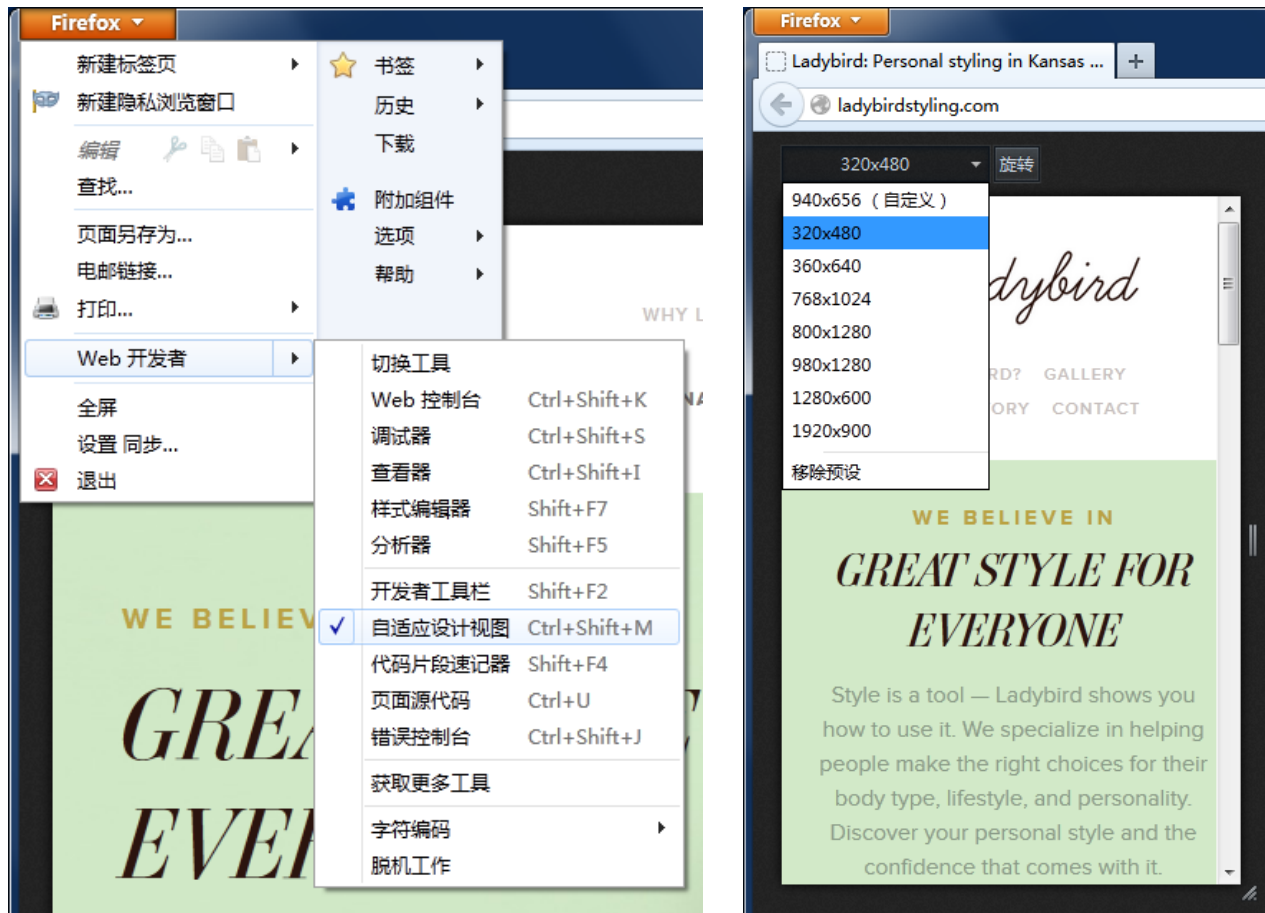 Firefox
新建标签页
新建隐私浏览窗口
编辑
查找...
页面另存为...
电邮链接...
打印...
Web 开发者
全屏
设置 同步...
退出
书签
历史
下载
附加组件
选项
帮助
WHY L
切换工具
Web 控制台 Ctrl+Shift+K
调试器 Ctrl+Shift+S
查看器 Ctrl+Shift+I
样式编辑器 Shift+F7
分析器 Shift+F5
开发者工具栏 Shift+F2
自适应设计视图 Ctrl+Shift+M
代码片段速记器 Shift+F4
页面源代码 Ctrl+U
错误控制台 Ctrl+Shift+J
获取更多工具
字符编码
脱机工作
NA
WE BELIEV
GREA
EVER
Firefox
Ladybird: Personal styling in Kansas ...
ladybirdstyling.com
320x480 旋转
940x656（自定义）
320x480
360x640
768x1024
800x1280
980x1280
1280x600
1920x900
移除预设
dybird
RD? GALLERY
ORY CONTACT
WE BELIEVE IN
GREAT STYLE FOR
EVERYONE
Style is a tool — Ladybird shows you
how to use it. We specialize in helping
people make the right choices for their
body type, lifestyle, and personality.
Discover your personal style and the
confidence that comes with it.